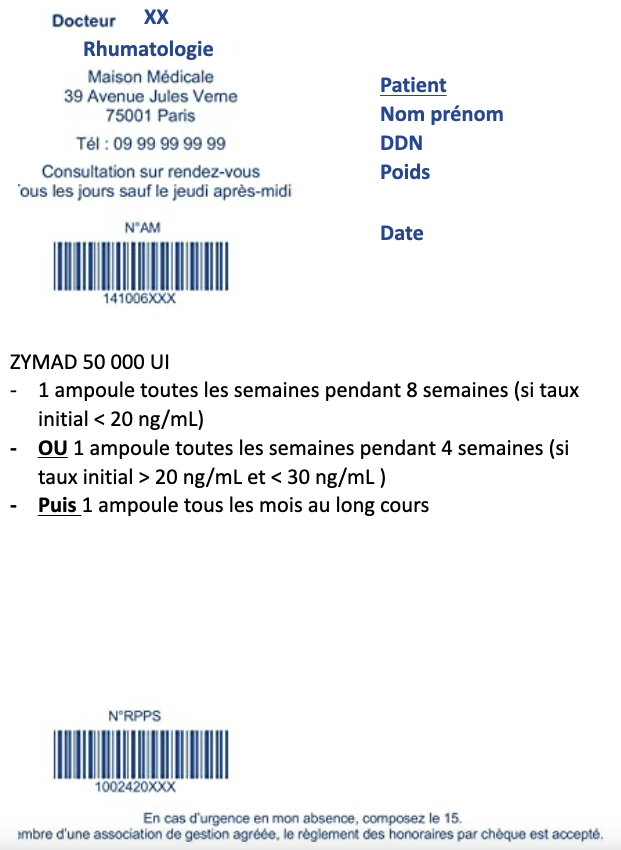 Docteur XX
Rhumatologie
Maison Médicale
39 Avenue Jules Verne
75001 Paris
Tél : 09 99 99 99 99
Consultation sur rendez-vous
ous les jours sauf le jeudi après-midi
N°AM
141006XXX
Patient
Nom prénom
DDN
Poids
Date
ZYMAD 50 000 UI
- 1 ampoule toutes les semaines pendant 8 semaines (si taux
initial < 20 ng/mL)
- OU 1 ampoule toutes les semaines pendant 4 semaines (si
taux initial > 20 ng/mL et < 30 ng/mL )
- Puis 1 ampoule tous les mois au long cours
N°RPPS
1002420XXX
En cas d'urgence en mon absence, composez le 15.
mbre d'une association de gestion agréée, le règlement des honoraires par chèque est accepté.